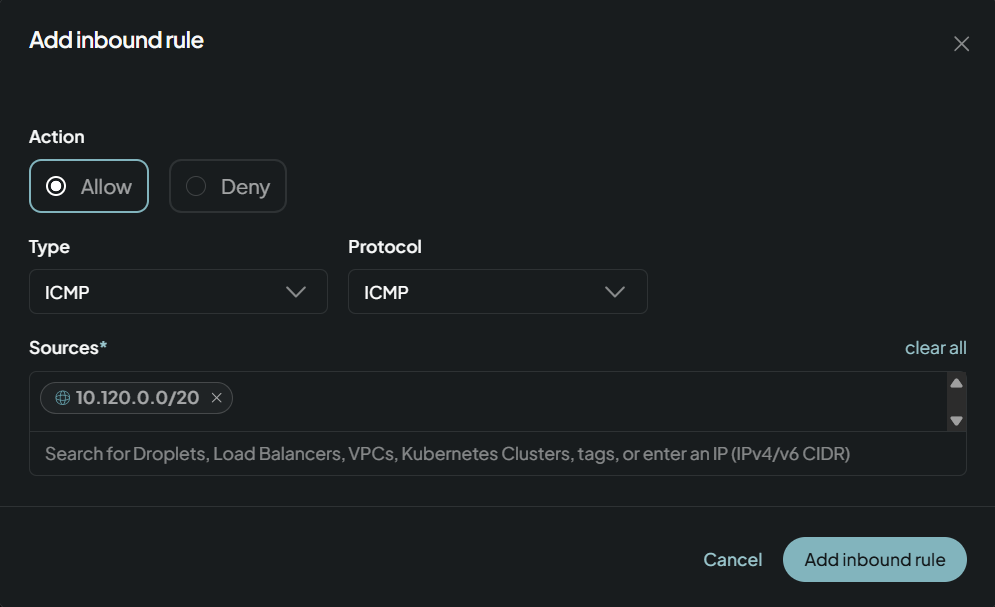 Add inbound rule
Action
Allow Deny
Type Protocol
ICMP ICMP
Sources* clear all
10.120.0.0/20
Search for Droplets, Load Balancers, VPCs, Kubernetes Clusters, tags, or enter an IP (IPv4/v6 CIDR)
Cancel Add inbound rule